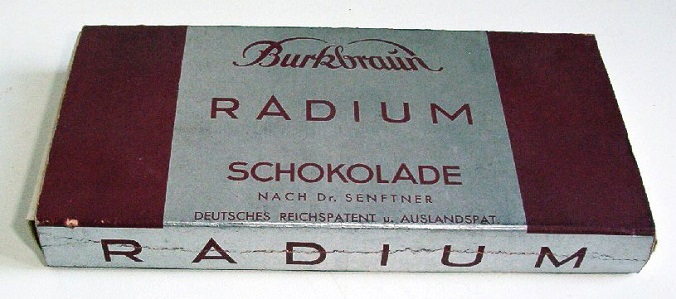 Burkbraun
RADIUM
SCHOKOLADE
NACH Dr. SENFTNER
DEUTSCHES REICHSPATENT u. AUSLANDSPAT.
RADIUM